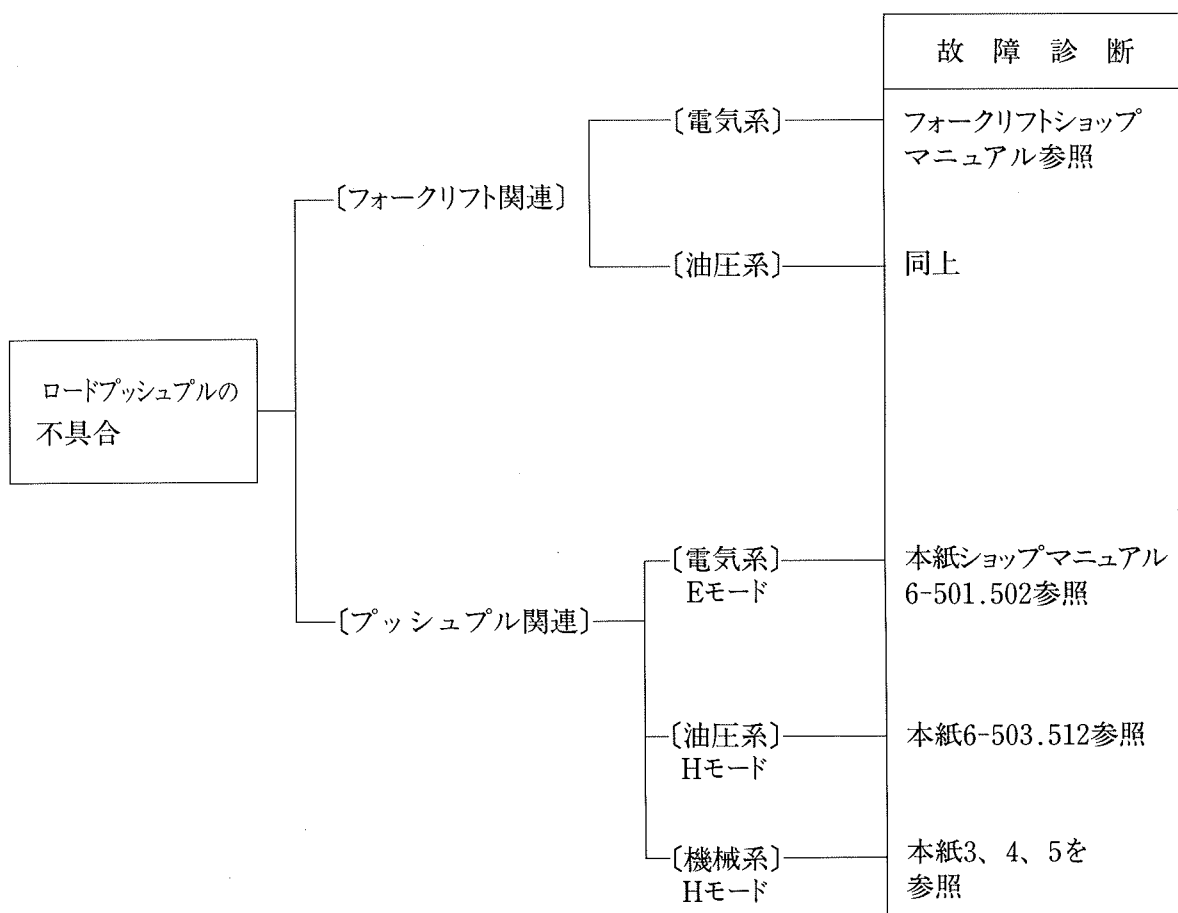 故障診断
〔電気系〕
フォークリフトショップ
マニュアル参照
〔フォークリフト関連〕
〔油圧系〕
同上
ロードプッシュプルの
不具合
〔電気系〕
Eモード
本紙ショップマニュアル
6-501.502参照
〔プッシュプル関連〕
〔油圧系〕
Hモード
本紙6-503.512参照
〔機械系〕
Hモード
本紙3、4、5を
参照